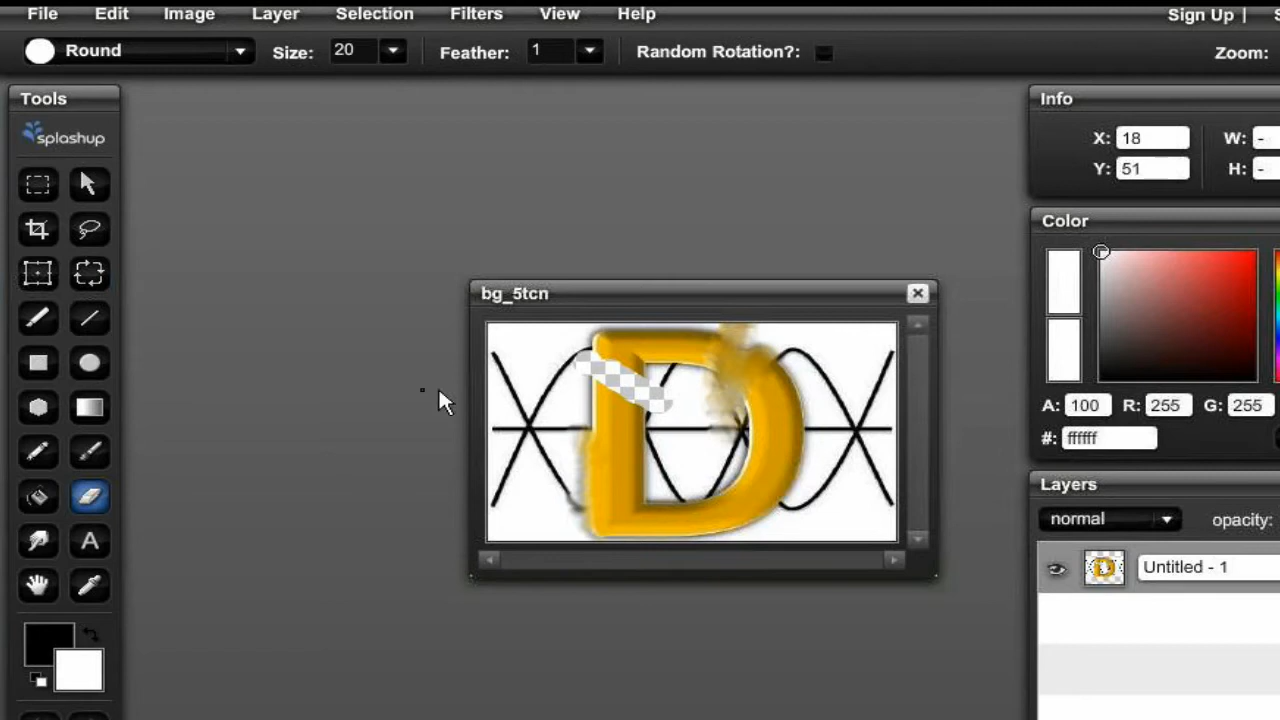 File Edit Image Layer Selection Filters View Help Sign Up |
Round Size: 20 Feather: 1 Random Rotation?: Zoom:
Tools
splashup
Info
X: 18 W: -
Y: 51 H: -
Color
A: 100 R: 255 G: 255
#: ffffff
bg_5tcn
D
A
Layers
normal opacity:
Untitled - 1